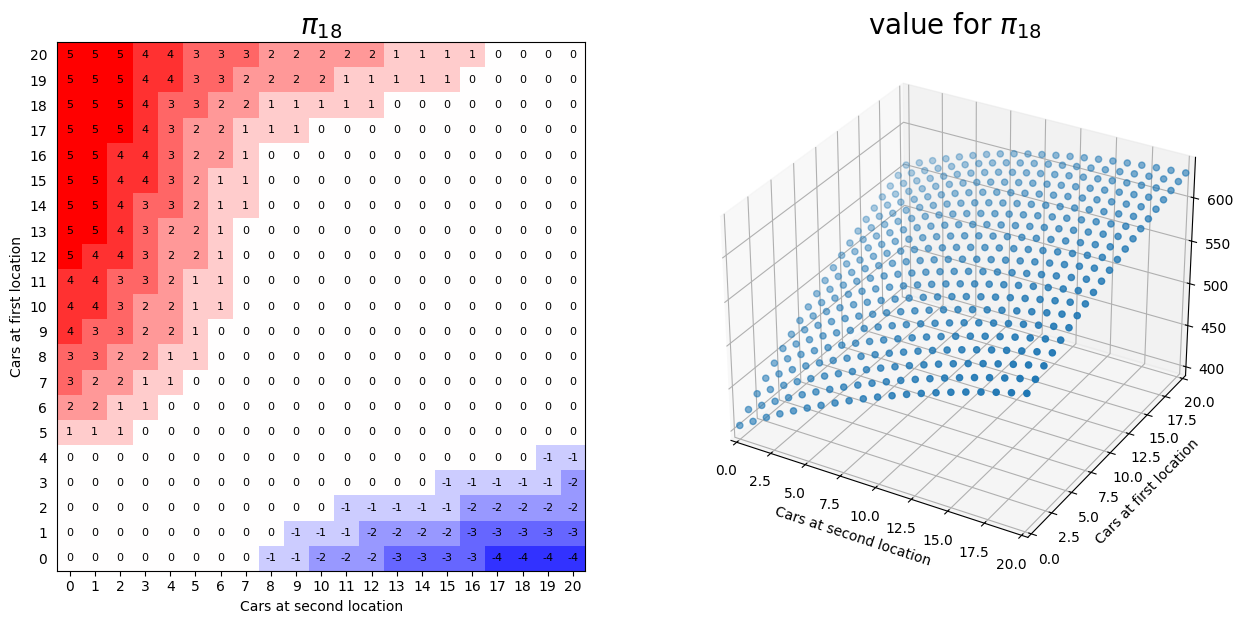 π18
20 5 5 5 4 4 3 3 3 2 2 2 2 2 1 1 1 1 0 0 0 0
19 5 5 5 4 4 3 3 2 2 2 2 1 1 1 1 1 0 0 0 0 0
18 5 5 5 4 3 3 2 2 1 1 1 1 1 0 0 0 0 0 0 0 0
17 5 5 5 4 3 2 2 1 1 1 0 0 0 0 0 0 0 0 0 0 0
16 5 5 4 4 3 2 2 1 0 0 0 0 0 0 0 0 0 0 0 0 0
15 5 5 4 4 3 2 1 1 0 0 0 0 0 0 0 0 0 0 0 0 0
14 5 5 4 3 3 2 1 1 0 0 0 0 0 0 0 0 0 0 0 0 0
13 5 5 4 3 2 2 1 0 0 0 0 0 0 0 0 0 0 0 0 0 0
12 5 4 4 3 2 2 1 0 0 0 0 0 0 0 0 0 0 0 0 0 0
11 4 4 3 3 2 1 1 0 0 0 0 0 0 0 0 0 0 0 0 0 0
10 4 4 3 2 2 1 1 0 0 0 0 0 0 0 0 0 0 0 0 0 0
9 4 3 3 2 2 1 0 0 0 0 0 0 0 0 0 0 0 0 0 0 0
8 3 3 2 2 1 1 0 0 0 0 0 0 0 0 0 0 0 0 0 0 0
7 3 2 2 1 1 0 0 0 0 0 0 0 0 0 0 0 0 0 0 0 0
6 2 2 1 1 0 0 0 0 0 0 0 0 0 0 0 0 0 0 0 0 0
5 1 1 1 0 0 0 0 0 0 0 0 0 0 0 0 0 0 0 0 0 0
4 0 0 0 0 0 0 0 0 0 0 0 0 0 0 0 0 0 0 0 -1 -1
3 0 0 0 0 0 0 0 0 0 0 0 0 0 0 0 -1 -1 -1 -1 -1 -2
2 0 0 0 0 0 0 0 0 0 0 0 -1 -1 -1 -1 -1 -2 -2 -2 -2 -2
1 0 0 0 0 0 0 0 0 0 -1 -1 -1 -2 -2 -2 -2 -3 -3 -3 -3 -3
0 0 0 0 0 0 0 0 0 -1 -1 -2 -2 -2 -3 -3 -3 -3 -4 -4 -4 -4
0 1 2 3 4 5 6 7 8 9 10 11 12 13 14 15 16 17 18 19 20
Cars at second location
Cars at first location
value for π18
600
550
500
450
400
0.0 2.5 5.0 7.5 10.0 12.5 15.0 17.5 20.0
Cars at second location
0.0 2.5 5.0 7.5 10.0 12.5 15.0 17.5 20.0
Cars at first location